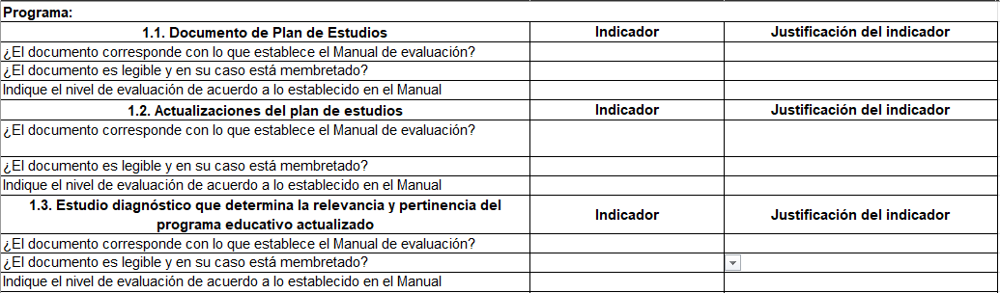 Programa:
1.1. Documento de Plan de Estudios Indicador Justificación del indicador
¿El documento corresponde con lo que establece el Manual de evaluación?
¿El documento es legible y en su caso está membretado?
Indique el nivel de evaluación de acuerdo a lo establecido en el Manual
1.2. Actualizaciones del plan de estudios Indicador Justificación del indicador
¿El documento corresponde con lo que establece el Manual de evaluación?
¿El documento es legible y en su caso está membretado?
Indique el nivel de evaluación de acuerdo a lo establecido en el Manual
1.3. Estudio diagnóstico que determina la relevancia y pertinencia del
programa educativo actualizado Indicador Justificación del indicador
¿El documento corresponde con lo que establece el Manual de evaluación?
¿El documento es legible y en su caso está membretado?
Indique el nivel de evaluación de acuerdo a lo establecido en el Manual